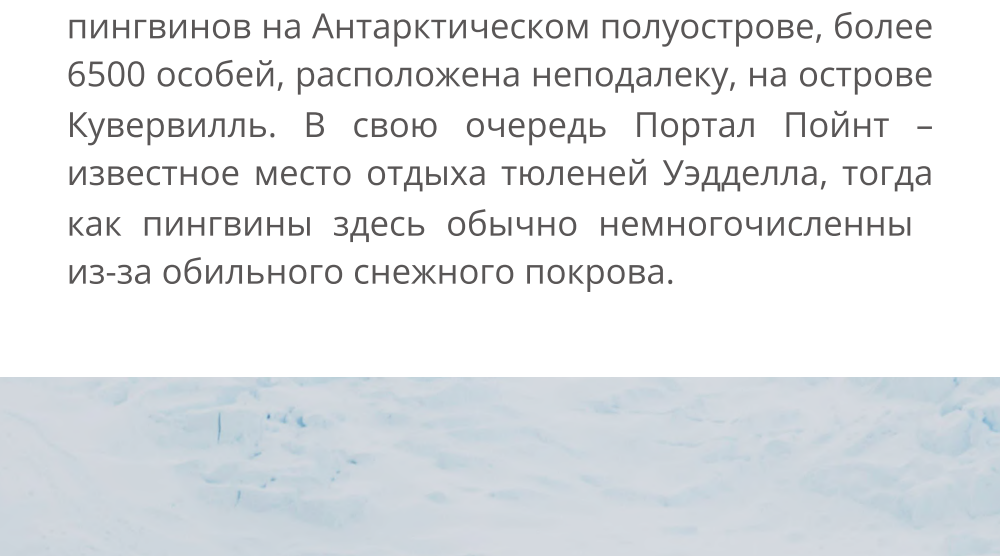 пингвинов на Антарктическом полуострове, более
6500 особей, расположена неподалеку, на острове
Кувервилль. В свою очередь Портал Пойнт –
известное место отдыха тюленей Уэдделла, тогда
как пингвины здесь обычно немногочисленны
из-за обильного снежного покрова.